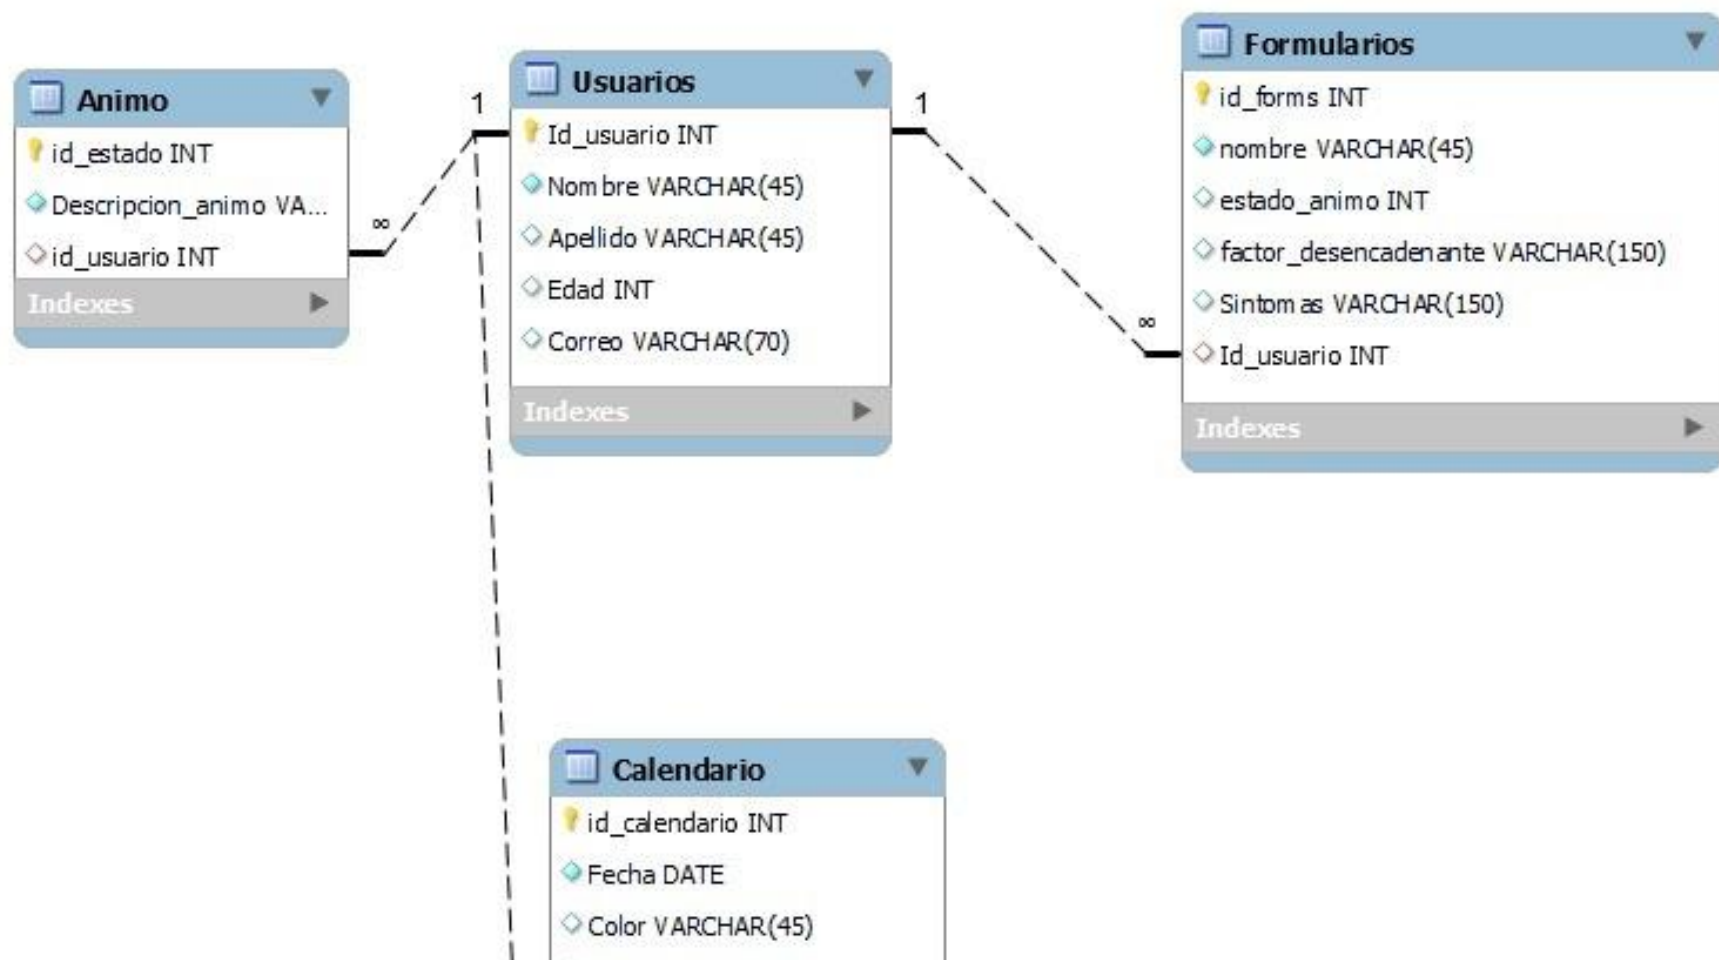 Animo
id_estado INT
Descripcion_animo VA...
id_usuario INT
Indexes
∞
1
Usuarios
Id_usuario INT
Nombre VARCHAR(45)
Apellido VARCHAR(45)
Edad INT
Correo VARCHAR(70)
Indexes
1
∞
Formularios
id_forms INT
nombre VARCHAR(45)
estado_animo INT
factor_desencadenante VARCHAR(150)
Sintomas VARCHAR(150)
Id_usuario INT
Indexes
Calendario
id_calendario INT
Fecha DATE
Color VARCHAR(45)